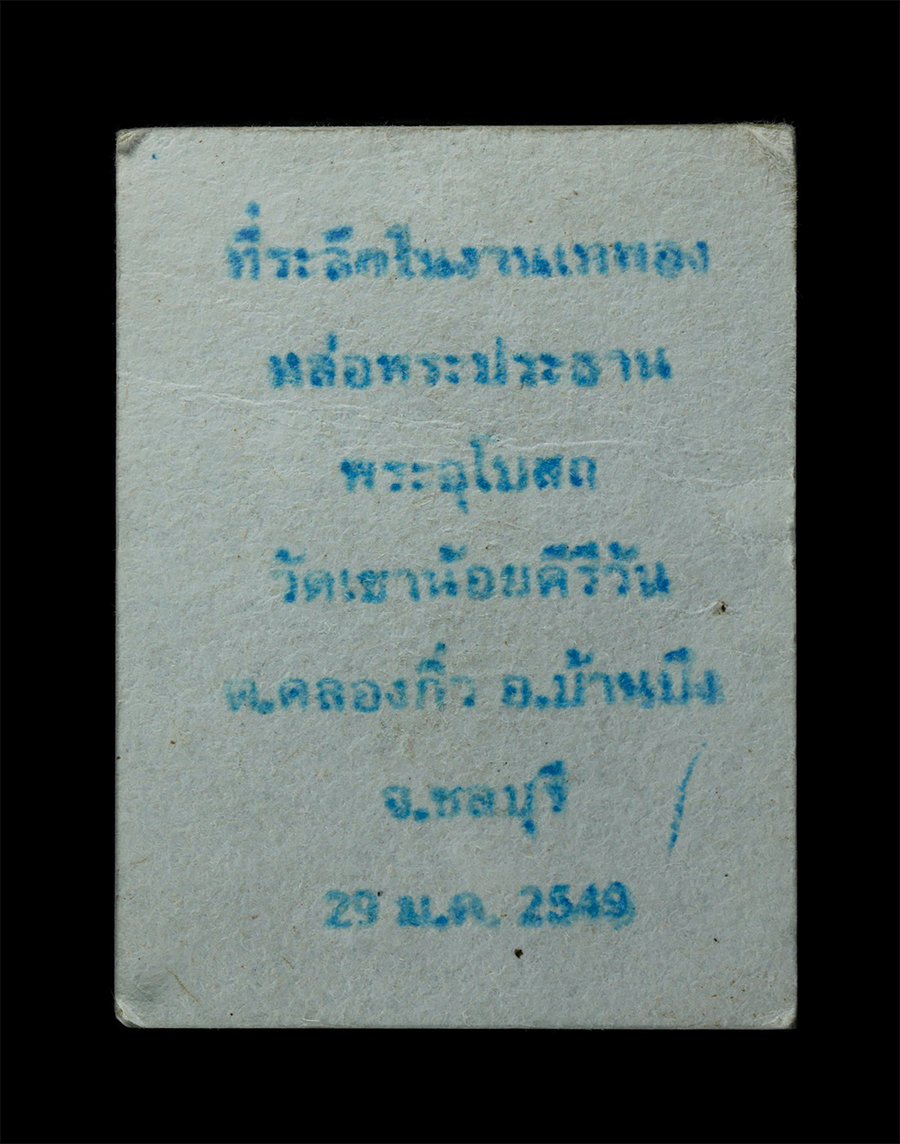 ที่ระลึกในงานเททอง
หล่อพระประธาน
พระอุโบสถ
วัดเขาน้อยคีรีวัน
ต.คลองกิ่ว อ.บ้านบึง
จ.ชลบุรี
29 ม.ค. 2549